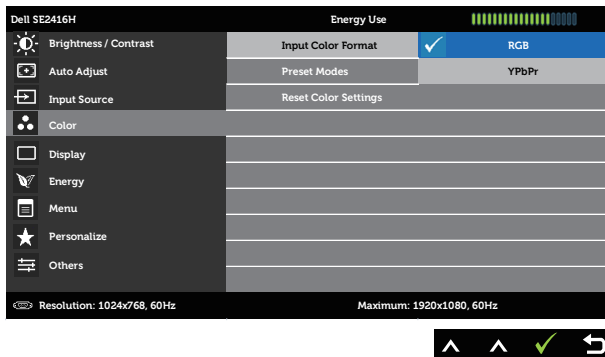 Dell SE2416H Energy Use
Brightness / Contrast Input Color Format RGB
Auto Adjust Preset Modes YPbPr
Input Source Reset Color Settings
Color
Display
Energy
Menu
Personalize
Others
Resolution: 1024x768, 60Hz Maximum: 1920x1080, 60Hz